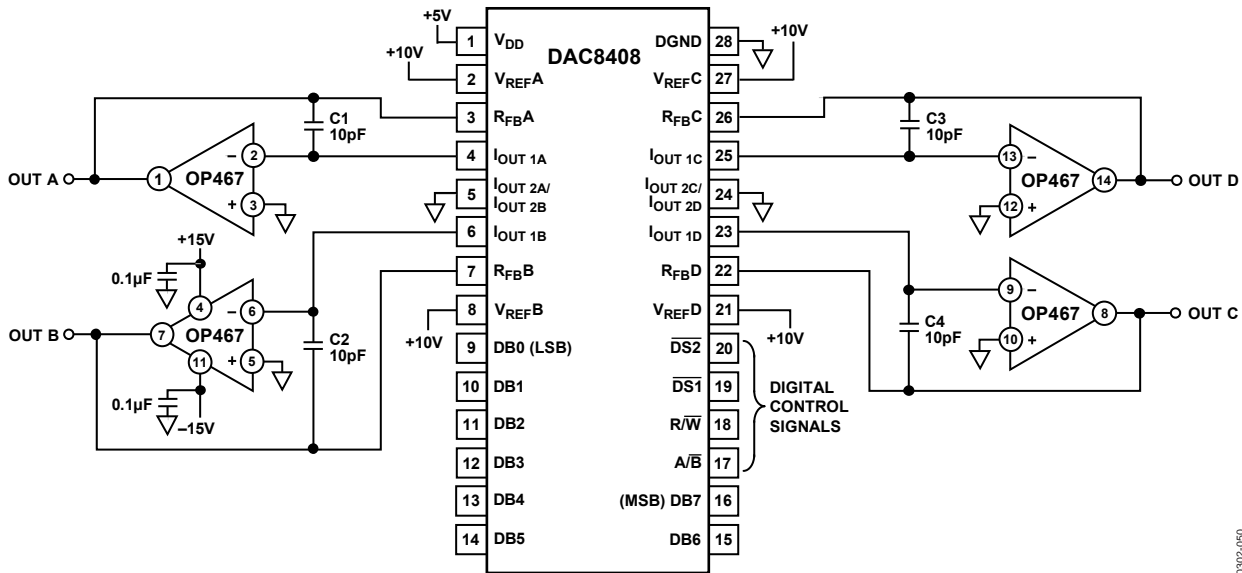 DAC8408
+5V
1 VDD
+10V
2 VREFA
3 RFBA
C1
10pF
4 IOUT 1A
5 IOUT 2A/
IOUT 2B
6 IOUT 1B
7 RFBB
8 VREFB
+10V
9 DB0 (LSB)
10 DB1
11 DB2
12 DB3
13 DB4
14 DB5
OUT A
1
OP467
− 2
+ 3
+15V
0.1µF
4
OUT B
7
OP467
− 6
+ 5
11
0.1µF
−15V
C2
10pF
DGND 28
+10V
VREFC 27
RFBC 26
C3
10pF
IOUT 1C 25
IOUT 2C/
IOUT 2D 24
IOUT 1D 23
RFBD 22
VREFD 21
+10V
DS2 20
DS1 19
R/W 18
A/B 17
DIGITAL
CONTROL
SIGNALS
(MSB) DB7 16
DB6 15
13 −
OP467
14
12 +
OUT D
9 −
OP467
8
10 +
OUT C
C4
10pF
0302-050